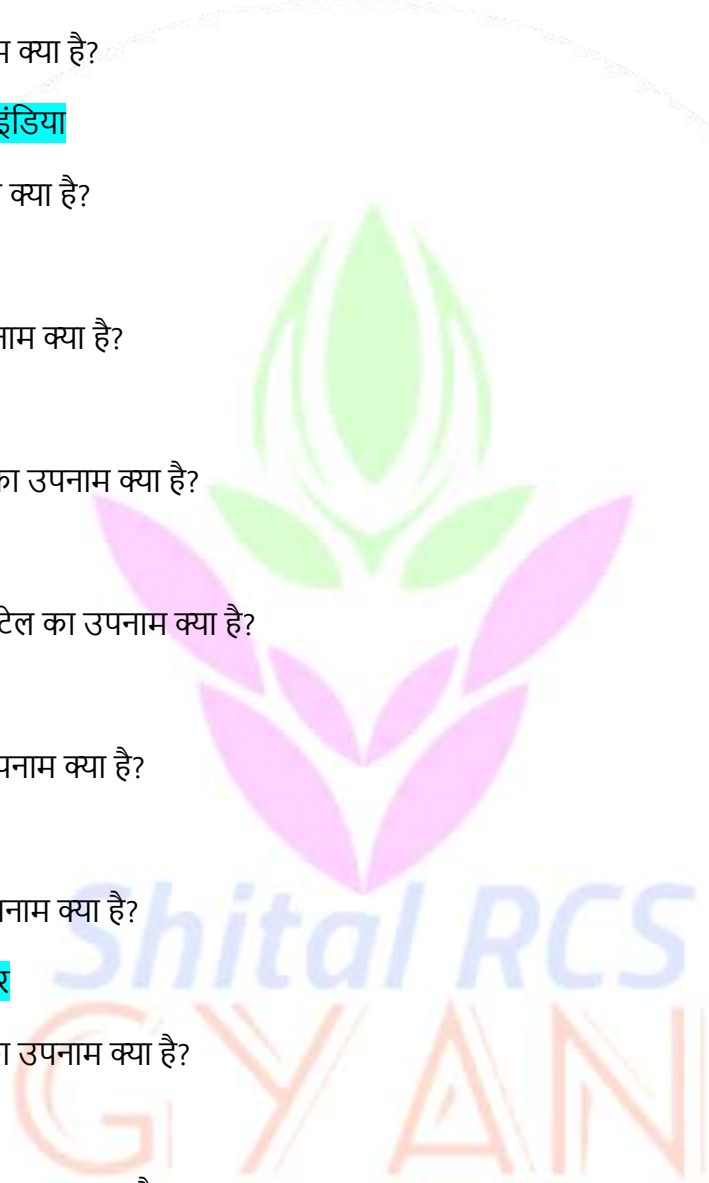 म क्या है?
इंडिया
क्या है?
नाम क्या है?
का उपनाम क्या है?
टेल का उपनाम क्या है?
पनाम क्या है?
नाम क्या है?
र
उपनाम क्या है?
Shital RCS
GYAN